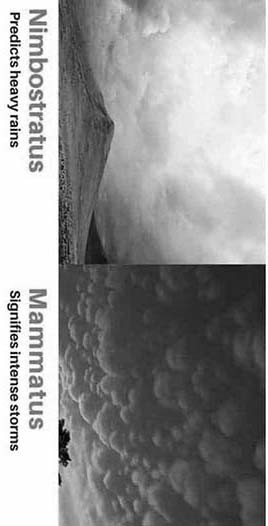 Nimbostratus
Predicts heavy rains
Mammatus
Signifies intense storms